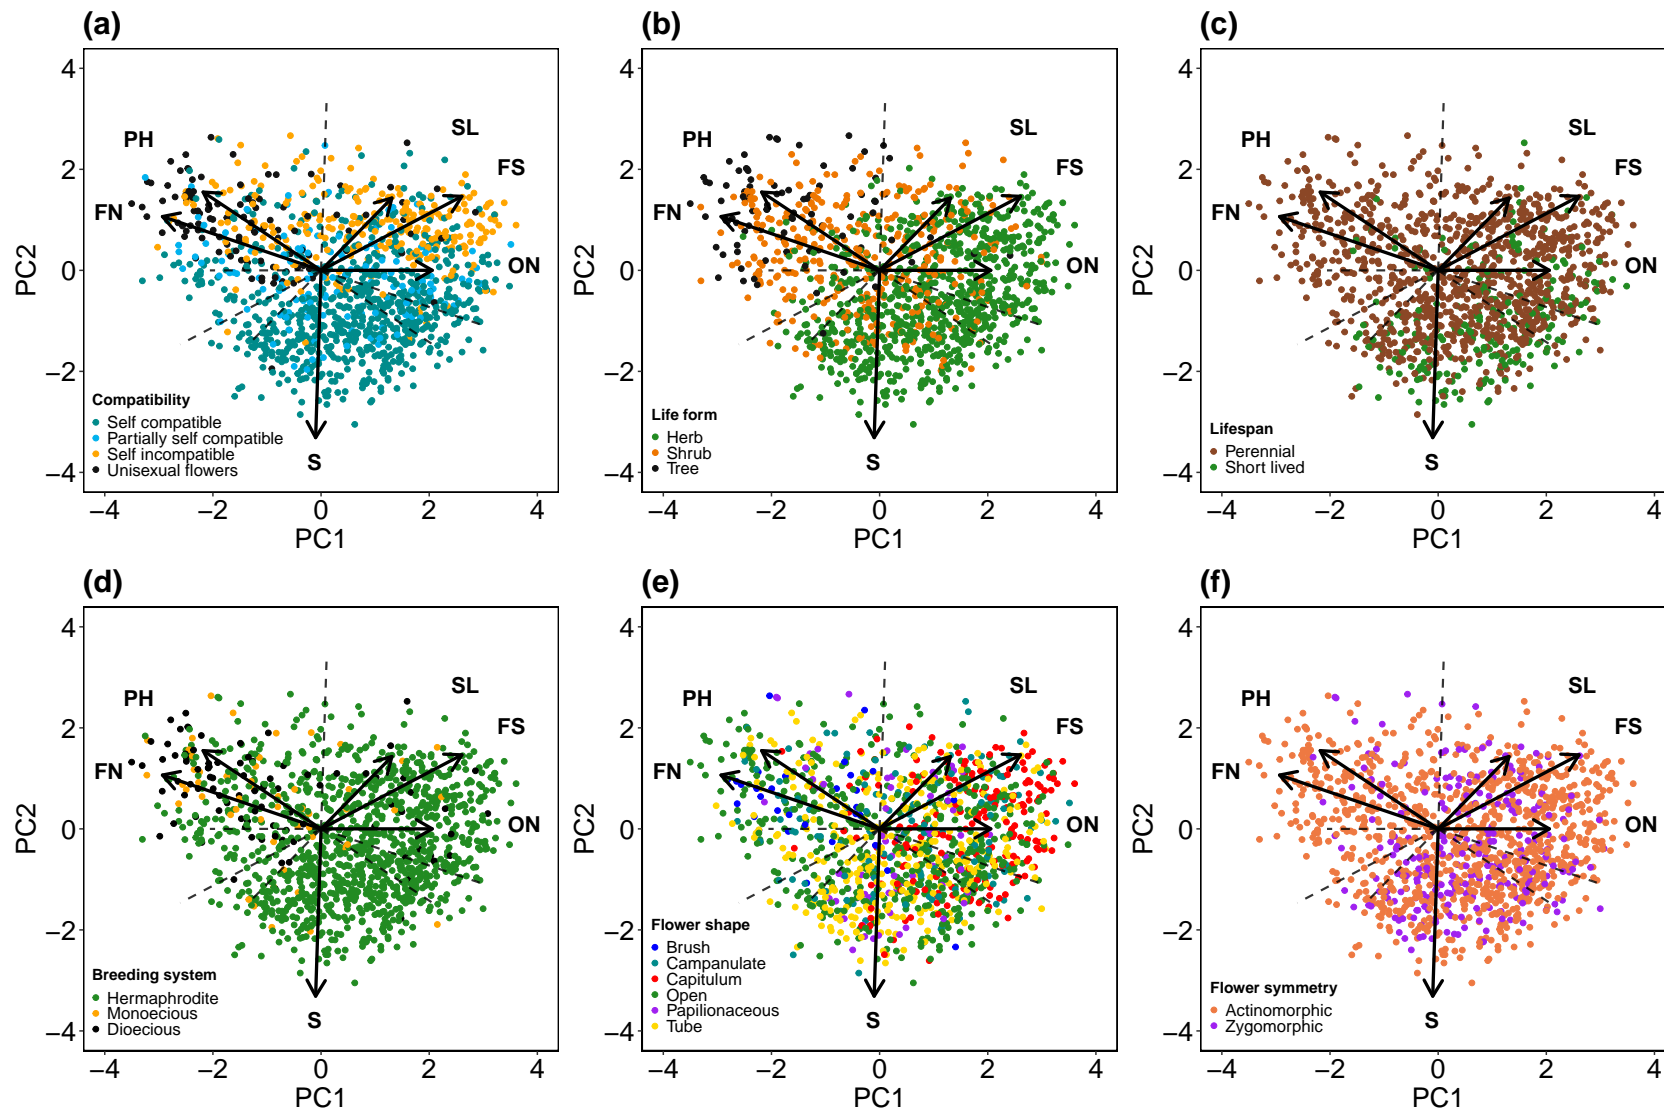 (a)
(b)
(c)
4
2
0
−2
−4
PC2
PH
SL
FS
FN
ON
S
Compatibility
Self compatible
Partially self compatible
Self incompatible
Unisexual flowers
−4 −2 0 2 4
PC1
4
2
0
−2
−4
PC2
PH
SL
FS
FN
ON
S
Life form
Herb
Shrub
Tree
−4 −2 0 2 4
PC1
4
2
0
−2
−4
PC2
PH
SL
FS
FN
ON
S
Lifespan
Perennial
Short lived
−4 −2 0 2 4
PC1
(d)
(e)
(f)
4
2
0
−2
−4
PC2
PH
SL
FS
FN
ON
S
Breeding system
Hermaphrodite
Monoecious
Dioecious
−4 −2 0 2 4
PC1
4
2
0
−2
−4
PC2
PH
SL
FS
FN
ON
S
Flower shape
Brush
Campanulate
Capitulum
Open
Papilionaceous
Tube
−4 −2 0 2 4
PC1
4
2
0
−2
−4
PC2
PH
SL
FS
FN
ON
S
Flower symmetry
Actinomorphic
Zygomorphic
−4 −2 0 2 4
PC1